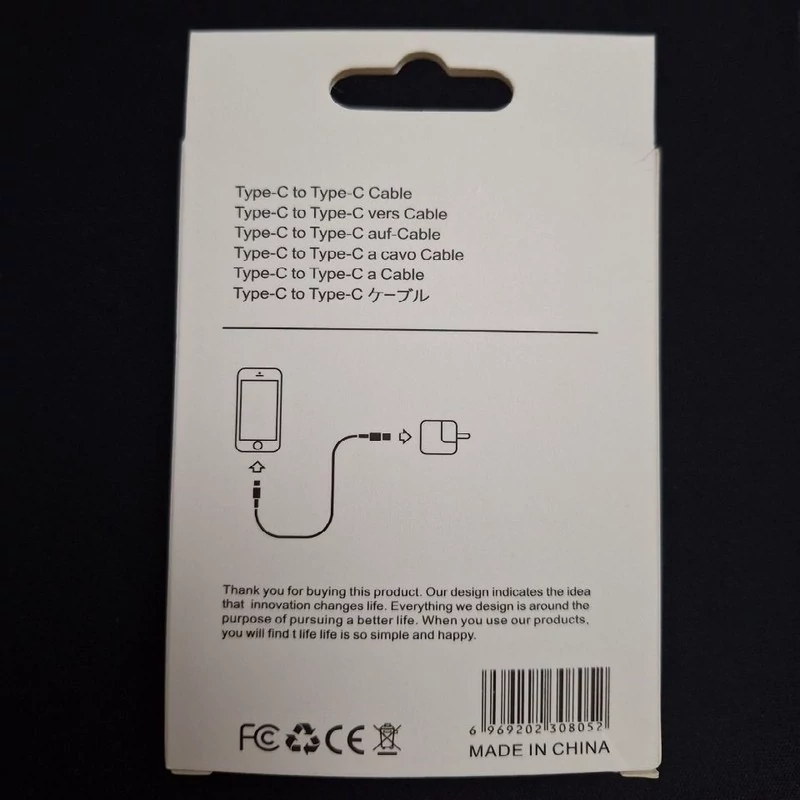 Type-C to Type-C Cable
Type-C to Type-C vers Cable
Type-C to Type-C auf-Cable
Type-C to Type-C a cavo Cable
Type-C to Type-C a Cable
Type-C to Type-C ケーブル
Thank you for buying this product. Our design indicates the idea
that innovation changes life. Everything we design is around the
purpose of pursuing a better life. When you use our products,
you will find t life life is so simple and happy.
6 969202 308052
FC CE
MADE IN CHINA